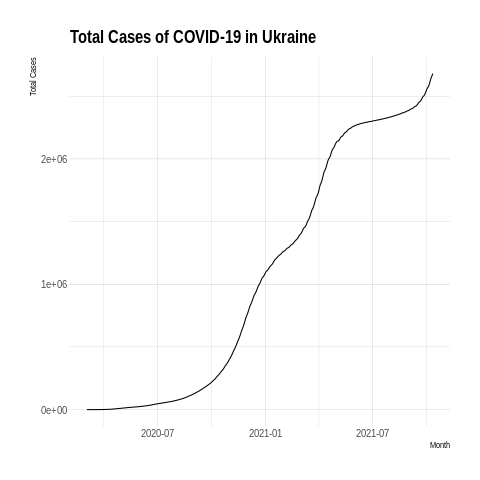 Total Cases of COVID-19 in Ukraine
Total Cases
2e+06
1e+06
0e+00
2020-07 2021-01 2021-07
Month